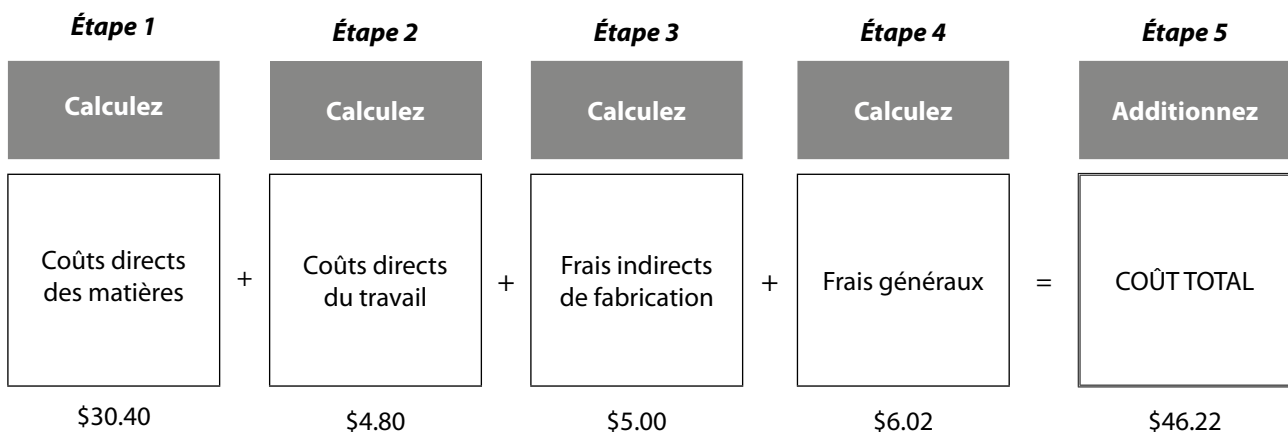 Étape 1
Étape 2
Étape 3
Étape 4
Étape 5
Calculez
Calculez
Calculez
Calculez
Additionnez
Coûts directs
des matières
+
Coûts directs
du travail
+
Frais indirects
de fabrication
+
Frais généraux
=
COÛT TOTAL
$30.40
$4.80
$5.00
$6.02
$46.22